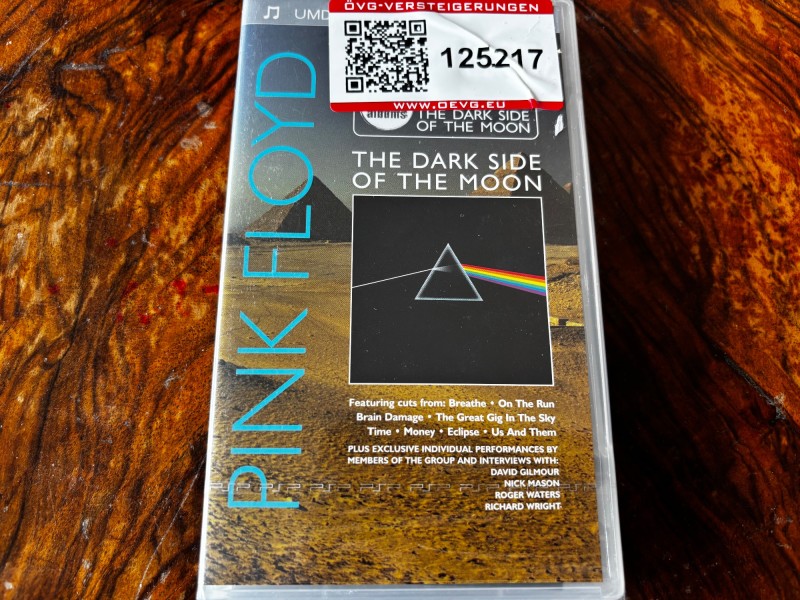 UMD
ÖVG-VERSTEIGERUNGEN
125217
WWW.OEVG.EU
albums
THE DARK SIDE
OF THE MOON
THE DARK SIDE
OF THE MOON
PINK FLOYD
Featuring cuts from: Breathe • On The Run
Brain Damage • The Great Gig In The Sky
Time • Money • Eclipse • Us And Them
PLUS EXCLUSIVE INDIVIDUAL PERFORMANCES BY
MEMBERS OF THE GROUP AND INTERVIEWS WITH:
DAVID GILMOUR
NICK MASON
ROGER WATERS
RICHARD WRIGHT